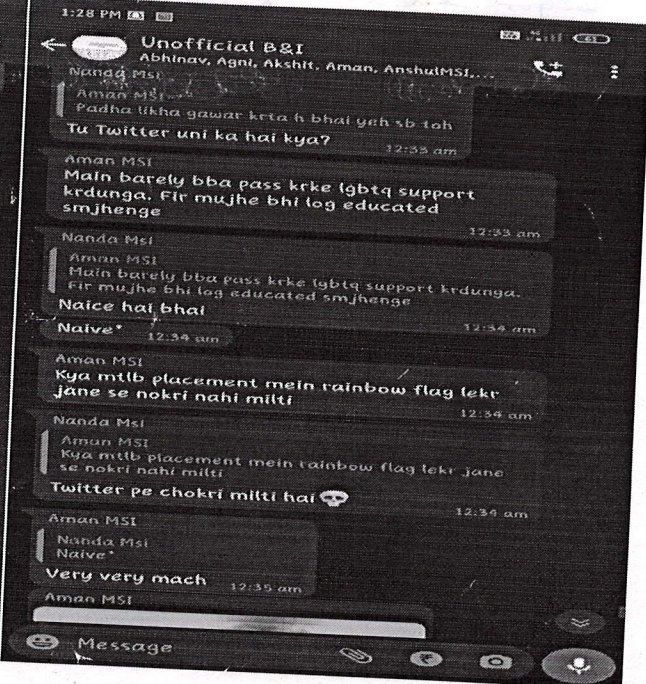 1:28 PM
63
Unofficial B&I
Abhinav, Agni, Akshit, Aman, AnshulMSI,...
Nanda Msi
Aman MSI
Padha likha gawar krta h bhai yeh sb toh
Tu Twitter uni ka hai kya?
12:33 am
Aman MSI
Main barely bba pass krke lgbtq support
krdunga. Fir mujhe bhi log educated
smjhenge
12:33 am
Nanda Msi
Aman MSI
Main barely bba pass krke lgbtq support krdunga.
Fir mujhe bhi log educated smjhenge
Naice hai bhai
12:34 am
Naive*
12:34 am
Aman MSI
Kya mtlb placement mein rainbow flag lekr
jane se nokri nahi milti
12:34 am
Nanda Msi
Aman MSI
Kya mtlb placement mein rainbow flag lekr jane
se nokri nahi milti
Twitter pe chokri milti hai 💀
12:34 am
Aman MSI
Nanda Msi
Naive*
Very very mach
12:35 am
Aman MSI
Message